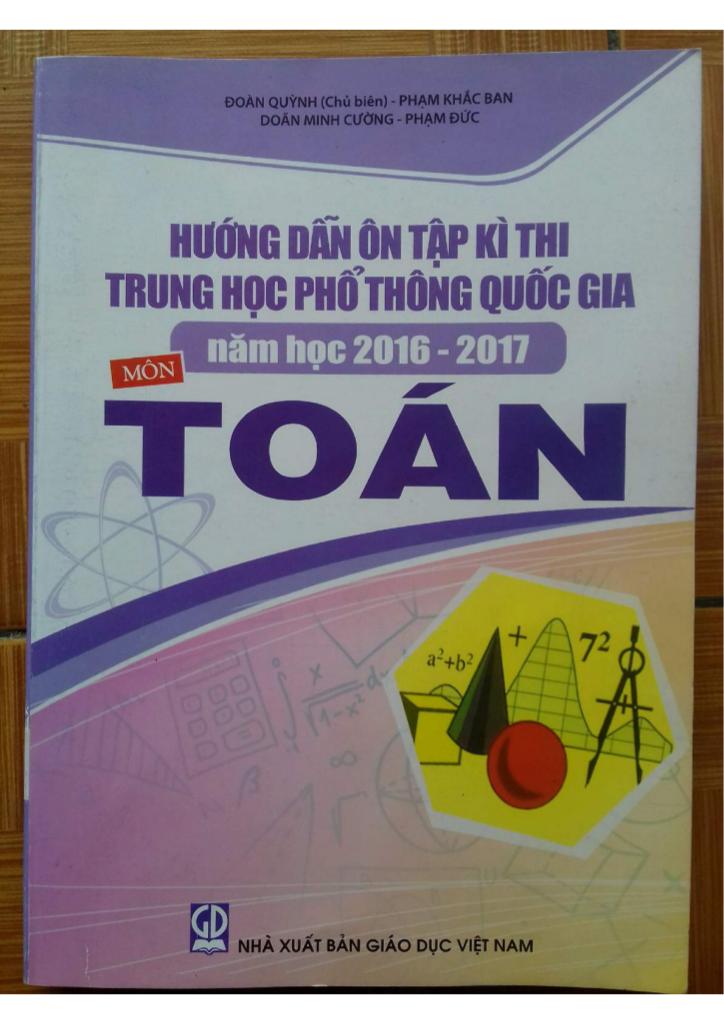 ĐOÀN QUỲNH (Chủ biên) - PHẠM KHẮC BAN
DOÃN MINH CƯỜNG - PHẠM ĐỨC
HƯỚNG DẪN ÔN TẬP KÌ THI
TRUNG HỌC PHỔ THÔNG QUỐC GIA
năm học 2016 - 2017
MÔN
TOÁN
a²+b²
+
7²
∫ x/√1-x² d
∞
β
GD
NHÀ XUẤT BẢN GIÁO DỤC VIỆT NAM